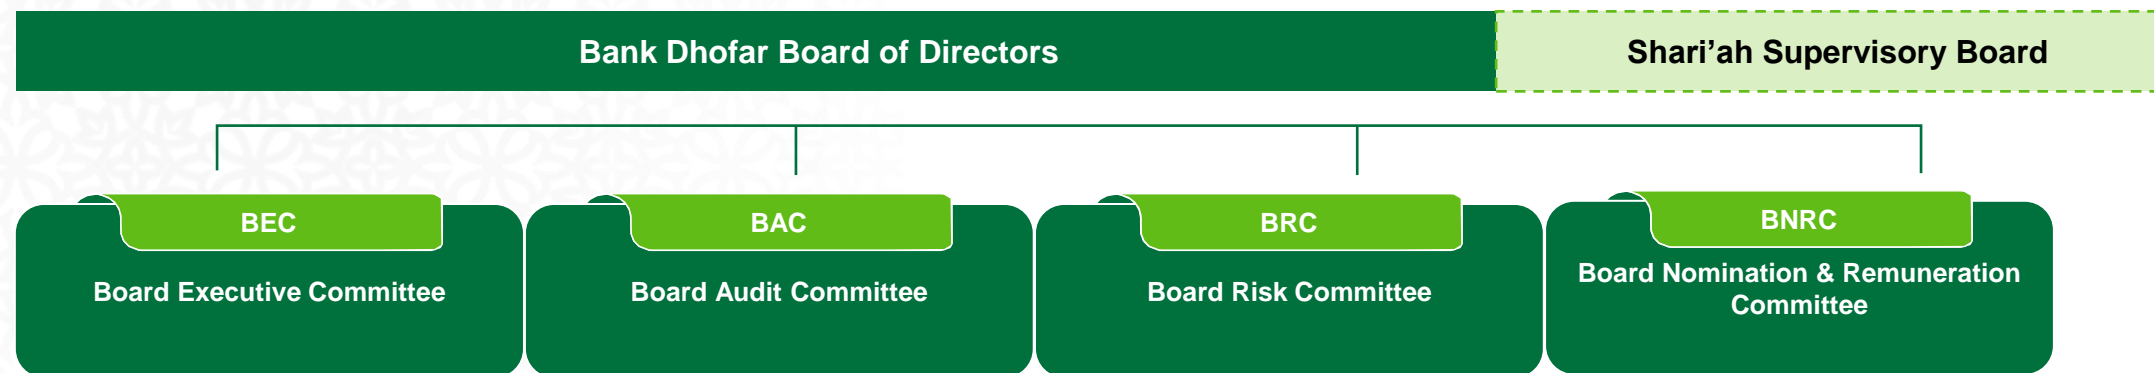 Bank Dhofar Board of Directors
Shari’ah Supervisory Board
BEC
Board Executive Committee
BAC
Board Audit Committee
BRC
Board Risk Committee
BNRC
Board Nomination & Remuneration
Committee